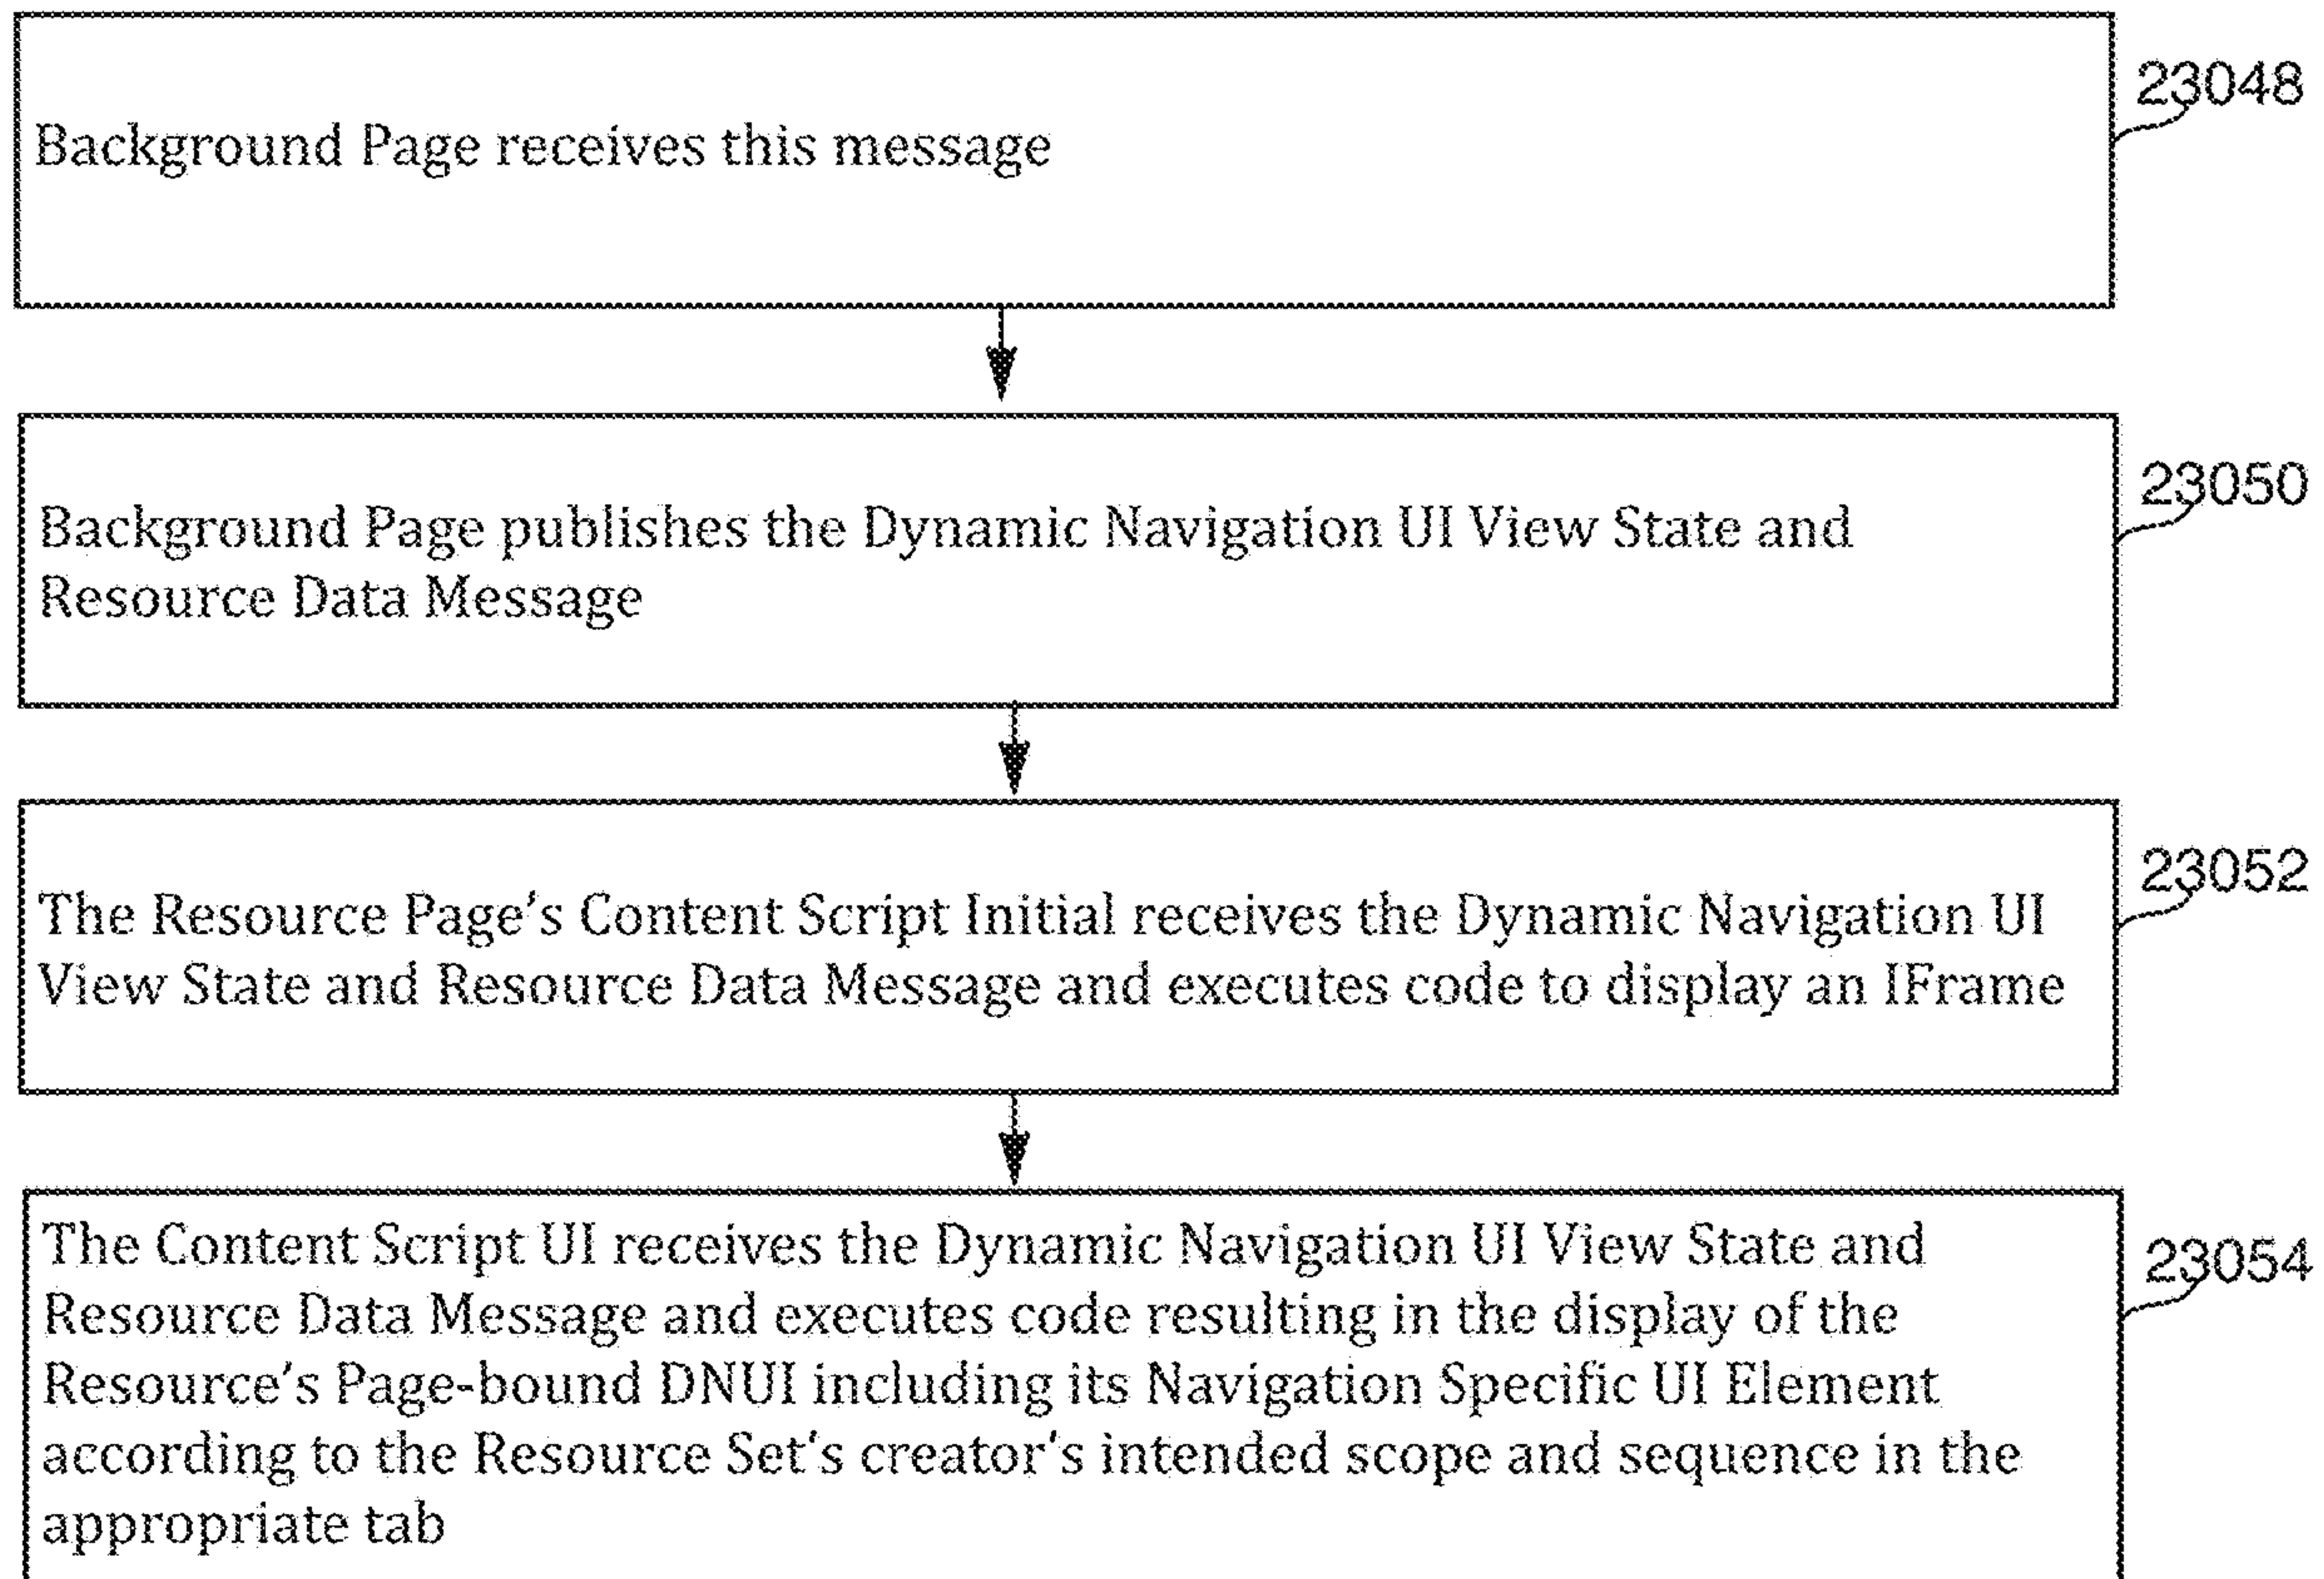 Background Page receives this message
23048
Background Page publishes the Dynamic Navigation UI View State and
Resource Data Message
23050
The Resource Page's Content Script Initial receives the Dynamic Navigation UI
View State and Resource Data Message and executes code to display an IFrame
23052
The Content Script UI receives the Dynamic Navigation UI View State and
Resource Data Message and executes code resulting in the display of the
Resource's Page-bound DNUI including its Navigation Specific UI Element
according to the Resource Set's creator's intended scope and sequence in the
appropriate tab
23054